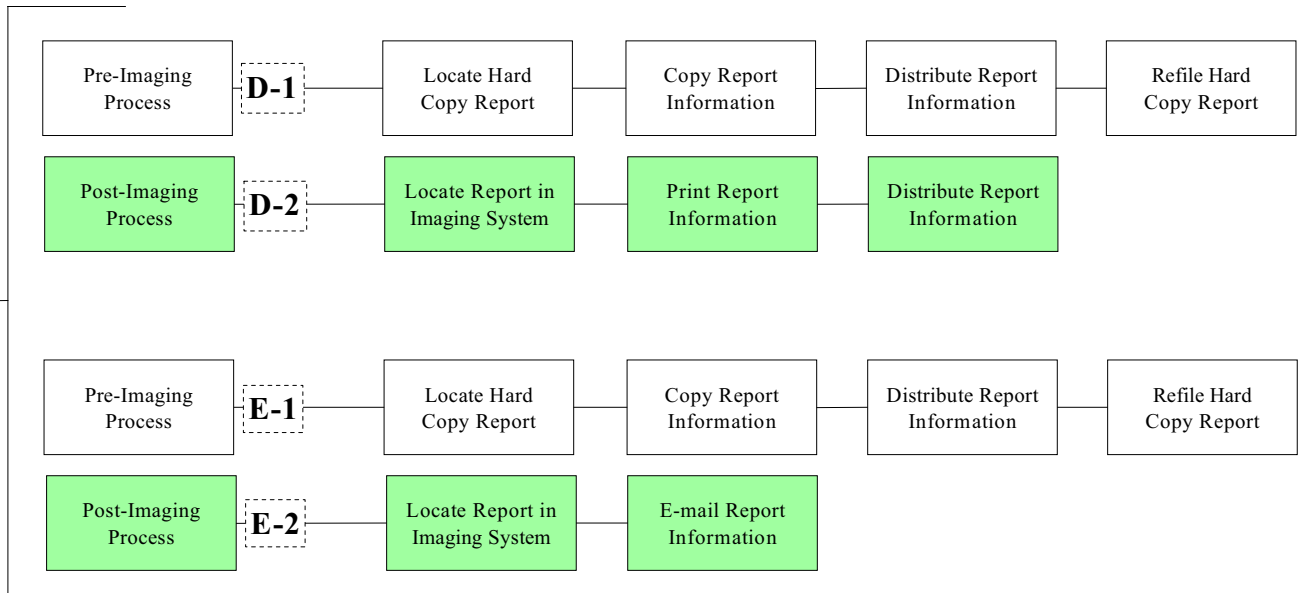 Pre-Imaging
Process
D-1
Locate Hard
Copy Report
Copy Report
Information
Distribute Report
Information
Refile Hard
Copy Report
Post-Imaging
Process
D-2
Locate Report in
Imaging System
Print Report
Information
Distribute Report
Information
Pre-Imaging
Process
E-1
Locate Hard
Copy Report
Copy Report
Information
Distribute Report
Information
Refile Hard
Copy Report
Post-Imaging
Process
E-2
Locate Report in
Imaging System
E-mail Report
Information